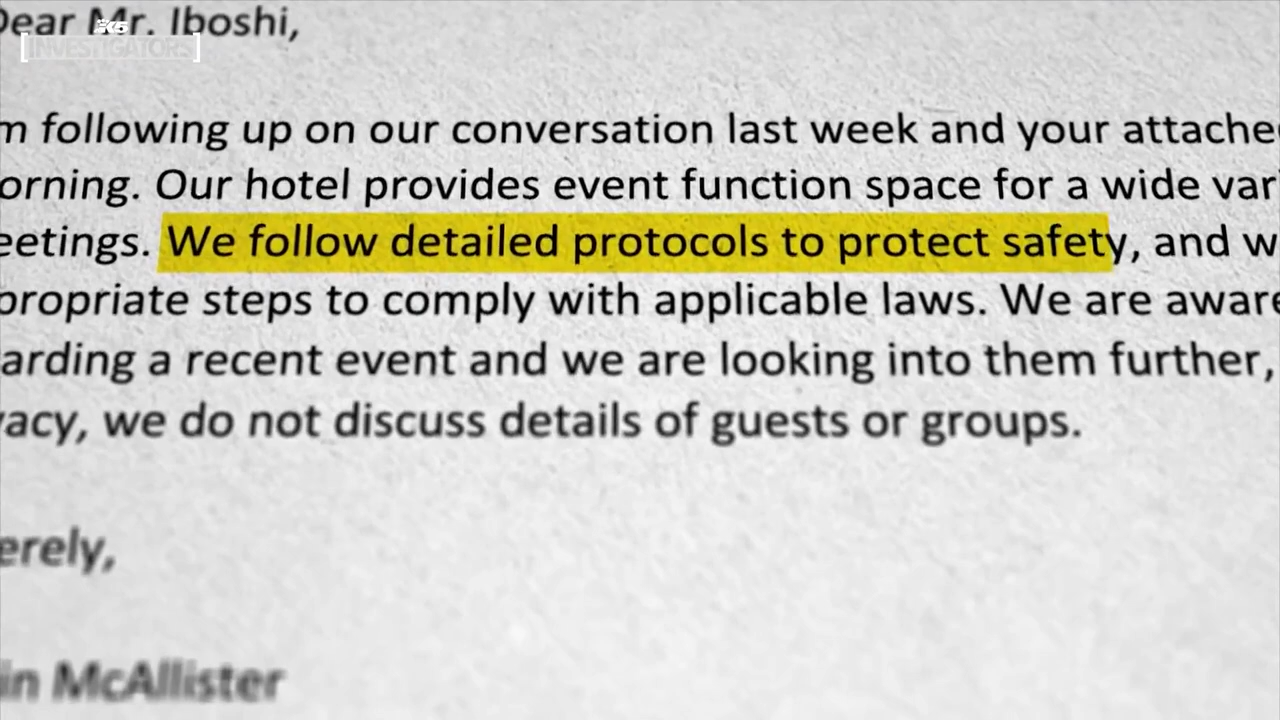 K5
INVESTIGATORS
Dear Mr. Iboshi,
m following up on our conversation last week and your attache
orning. Our hotel provides event function space for a wide vari
eetings. We follow detailed protocols to protect safety, and w
propriate steps to comply with applicable laws. We are aware
arding a recent event and we are looking into them further,
vacy, we do not discuss details of guests or groups.
erely,
in McAllister